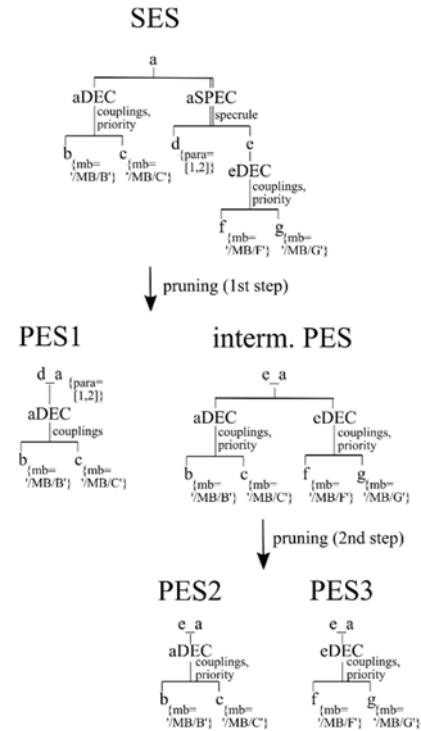 SES
a
aDEC aSPEC
couplings,
priority
specrule
b
{mb=
'/MB/B'}
c
{mb=
'/MB/C'}
d
{para=
[1,2]}
e
eDEC
couplings,
priority
f
{mb=
'/MB/F'}
g
{mb=
'/MB/G'}
pruning (1st step)
PES1
d_a
{para=
[1,2]}
aDEC
couplings
b
{mb=
'/MB/B'}
c
{mb=
'/MB/C'}
interm. PES
e_a
aDEC eDEC
couplings,
priority
couplings,
priority
b
{mb=
'/MB/B'}
c
{mb=
'/MB/C'}
f
{mb=
'/MB/F'}
g
{mb=
'/MB/G'}
pruning (2nd step)
PES2
e_a
aDEC
couplings,
priority
b
{mb=
'/MB/B'}
c
{mb=
'/MB/C'}
PES3
e_a
eDEC
couplings,
priority
f
{mb=
'/MB/F'}
g
{mb=
'/MB/G'}